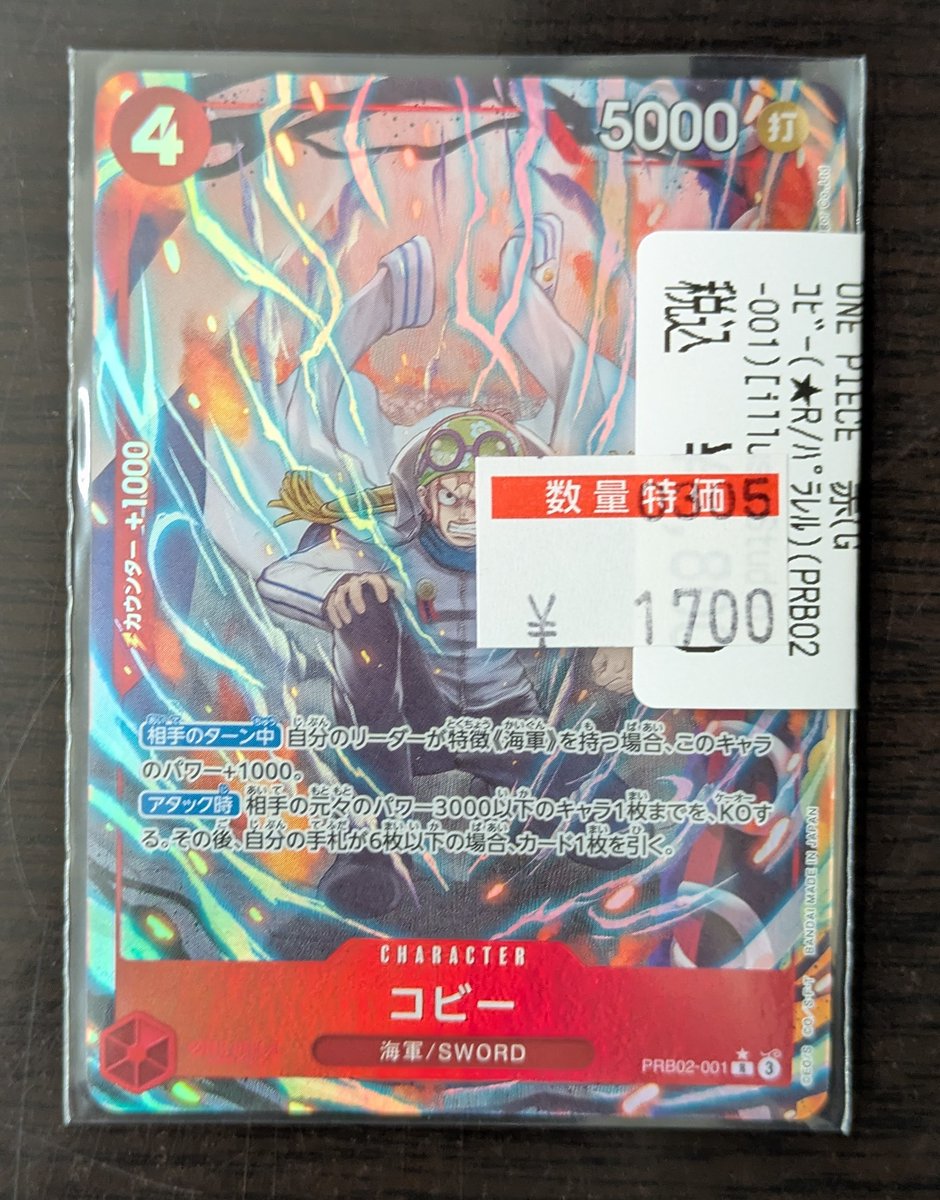 4
5000
打
UNE PIECE 赤(G
ｺﾋﾞｰ(★R/ﾊﾟﾗﾚﾙ)(PRB02
-001)[ill
税込
数量特価
¥ 1700
⚡カウンター +1000
相手のターン中 自分のリーダーが特徴《海軍》を持つ場合、このキャラ
のパワー+1000。
アタック時 相手の元々のパワー3000以下のキャラ1枚までを、KOす
る。その後、自分の手札が6枚以下の場合、カード1枚を引く。
BANDAI MADE IN JAPAN
CHARACTER
コビー
海軍/SWORD
PRB02-001 ★ R 3